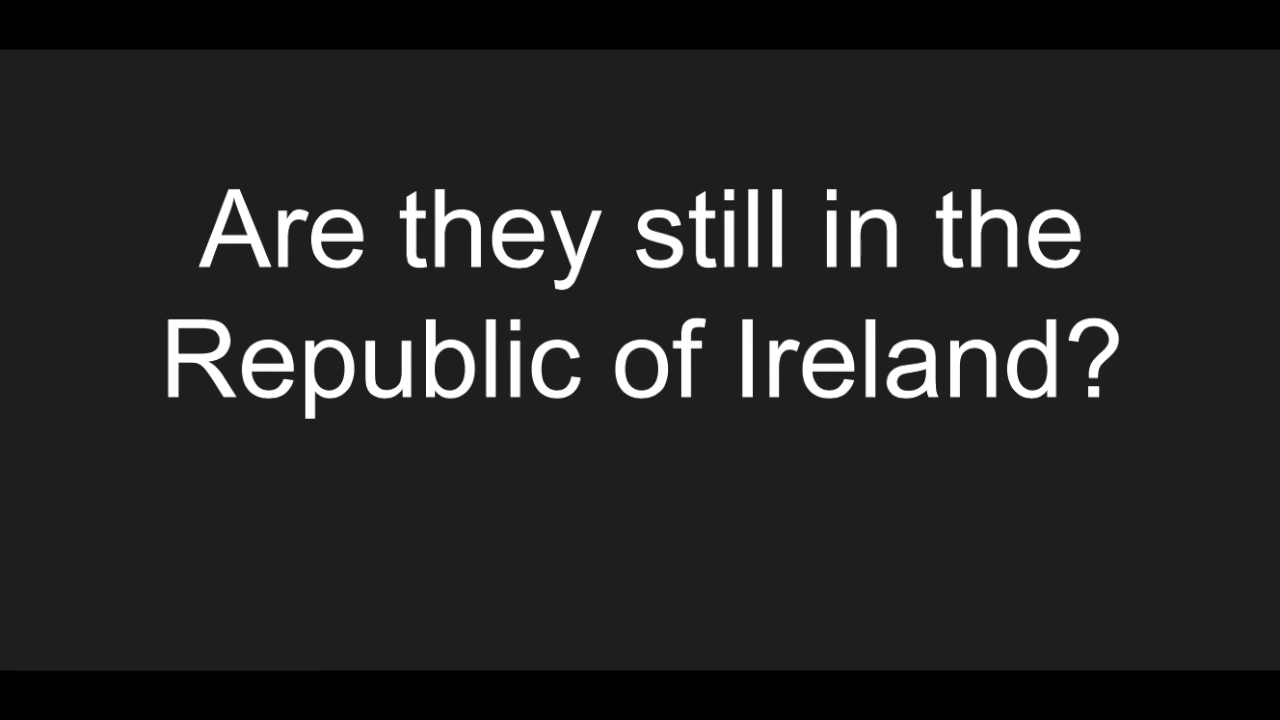 Are they still in the
Republic of Ireland?